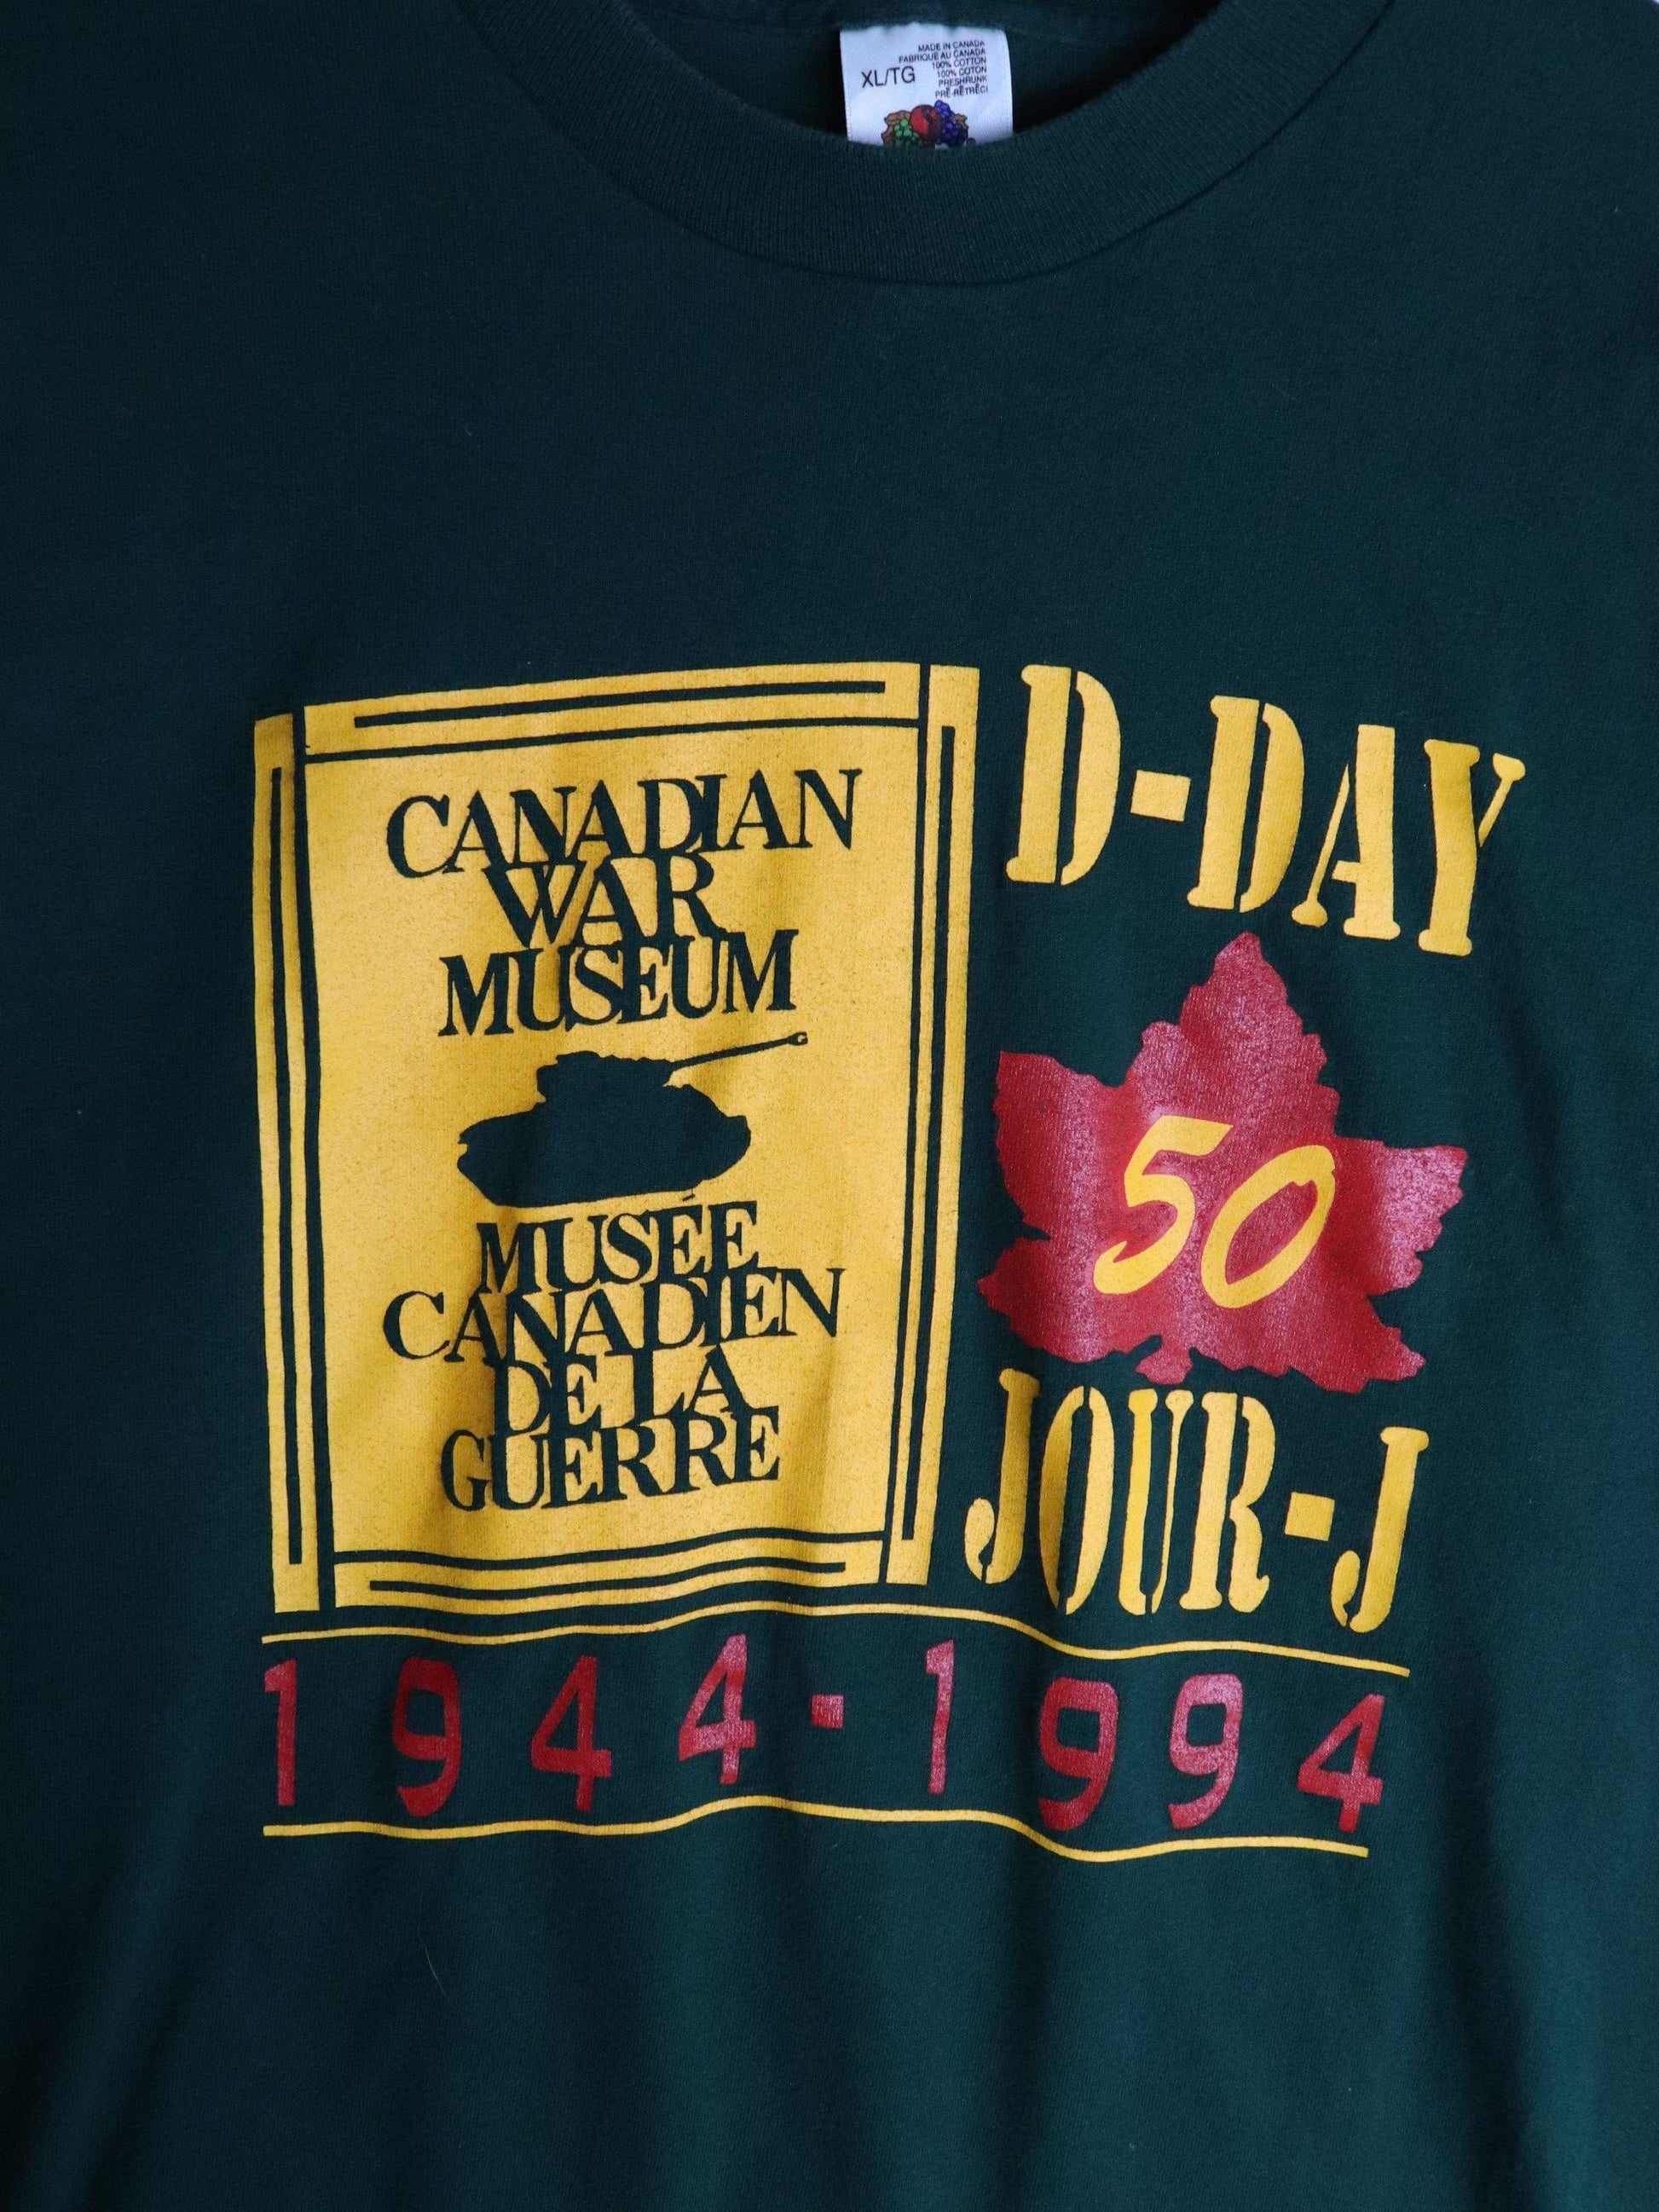 MADE IN CANADA
FABRIQUE AU CANADA
XL/TG
100% COTTON
100% COTON
PRESHRUNK
PRÉ-RÉTRÉCI
CANADIAN
WAR
MUSEUM
MUSÉE
CANADIEN
DE LA
GUERRE
D-DAY
50
JOUR-J
1944-1994